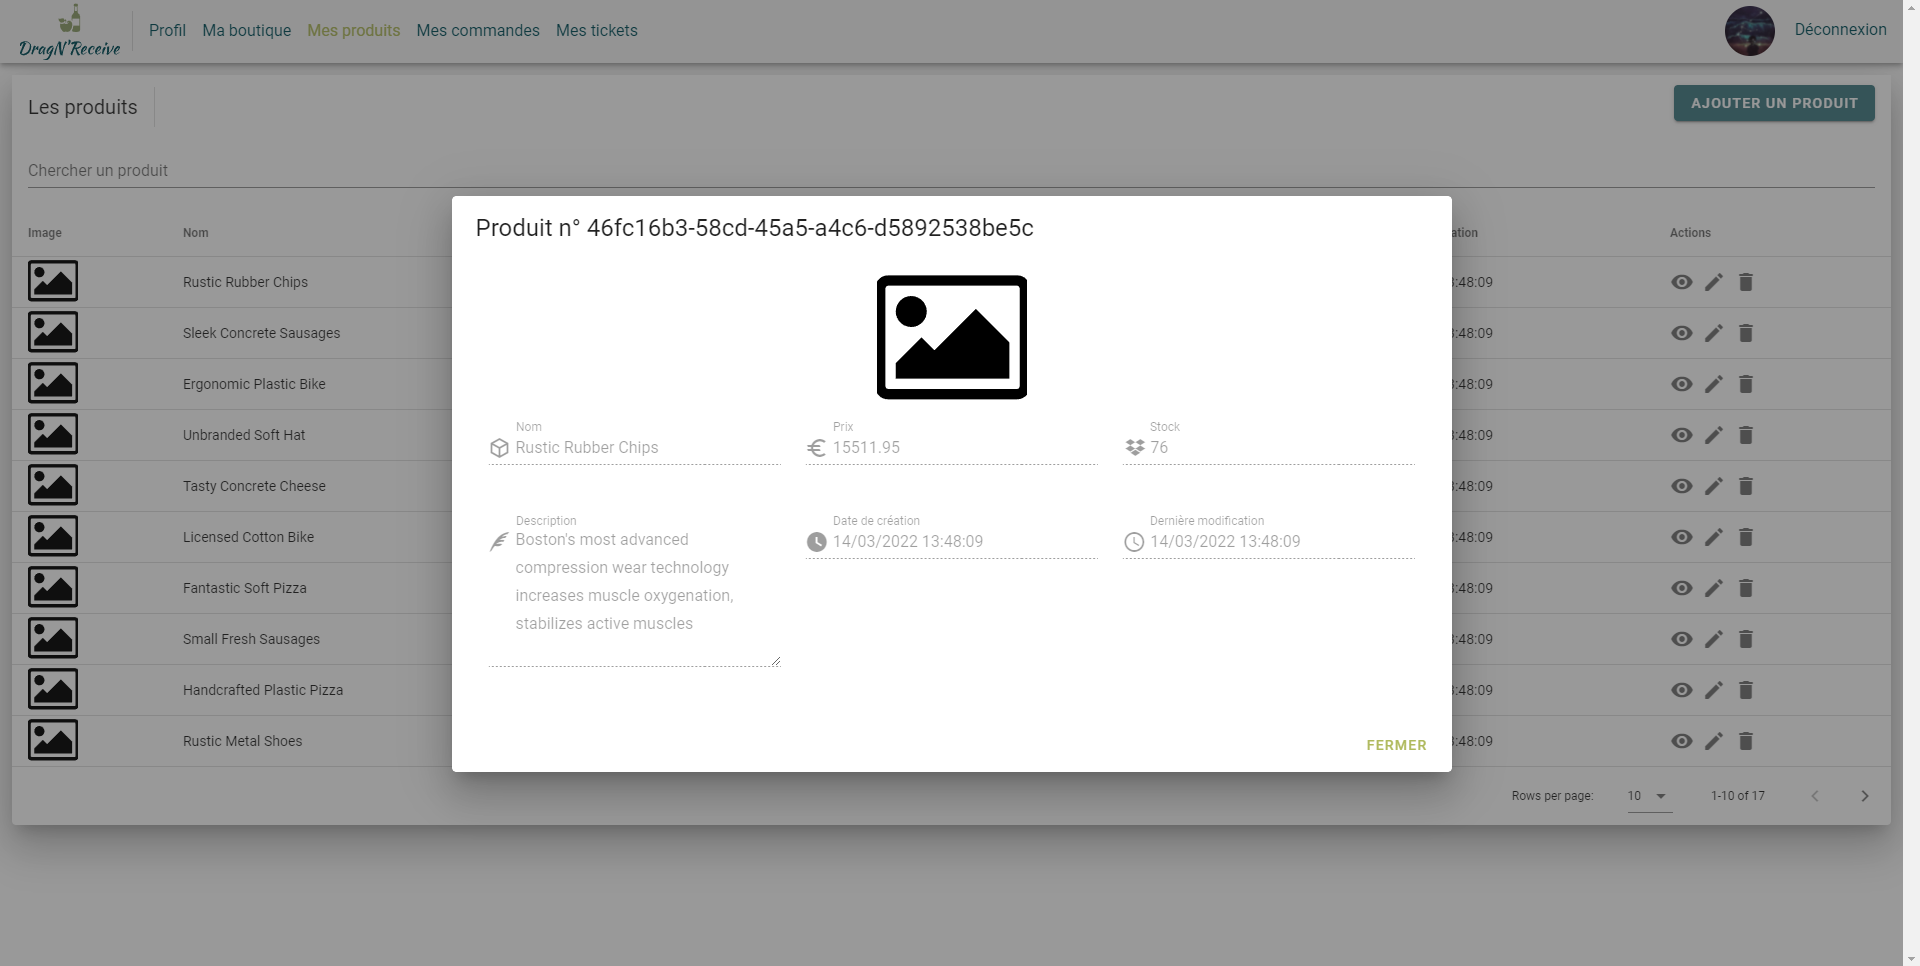 DragN'Receive
Profil Ma boutique Mes produits Mes commandes Mes tickets
Déconnexion
Les produits
AJOUTER UN PRODUIT
Chercher un produit
Image Nom ation Actions
Rustic Rubber Chips :48:09
Sleek Concrete Sausages :48:09
Ergonomic Plastic Bike :48:09
Unbranded Soft Hat :48:09
Tasty Concrete Cheese :48:09
Licensed Cotton Bike :48:09
Fantastic Soft Pizza :48:09
Small Fresh Sausages :48:09
Handcrafted Plastic Pizza :48:09
Rustic Metal Shoes :48:09
Rows per page: 10 1-10 of 17
Produit n° 46fc16b3-58cd-45a5-a4c6-d5892538be5c
Nom
Rustic Rubber Chips
Prix
15511.95
Stock
76
Description
Boston's most advanced
compression wear technology
increases muscle oxygenation,
stabilizes active muscles
Date de création
14/03/2022 13:48:09
Dernière modification
14/03/2022 13:48:09
FERMER